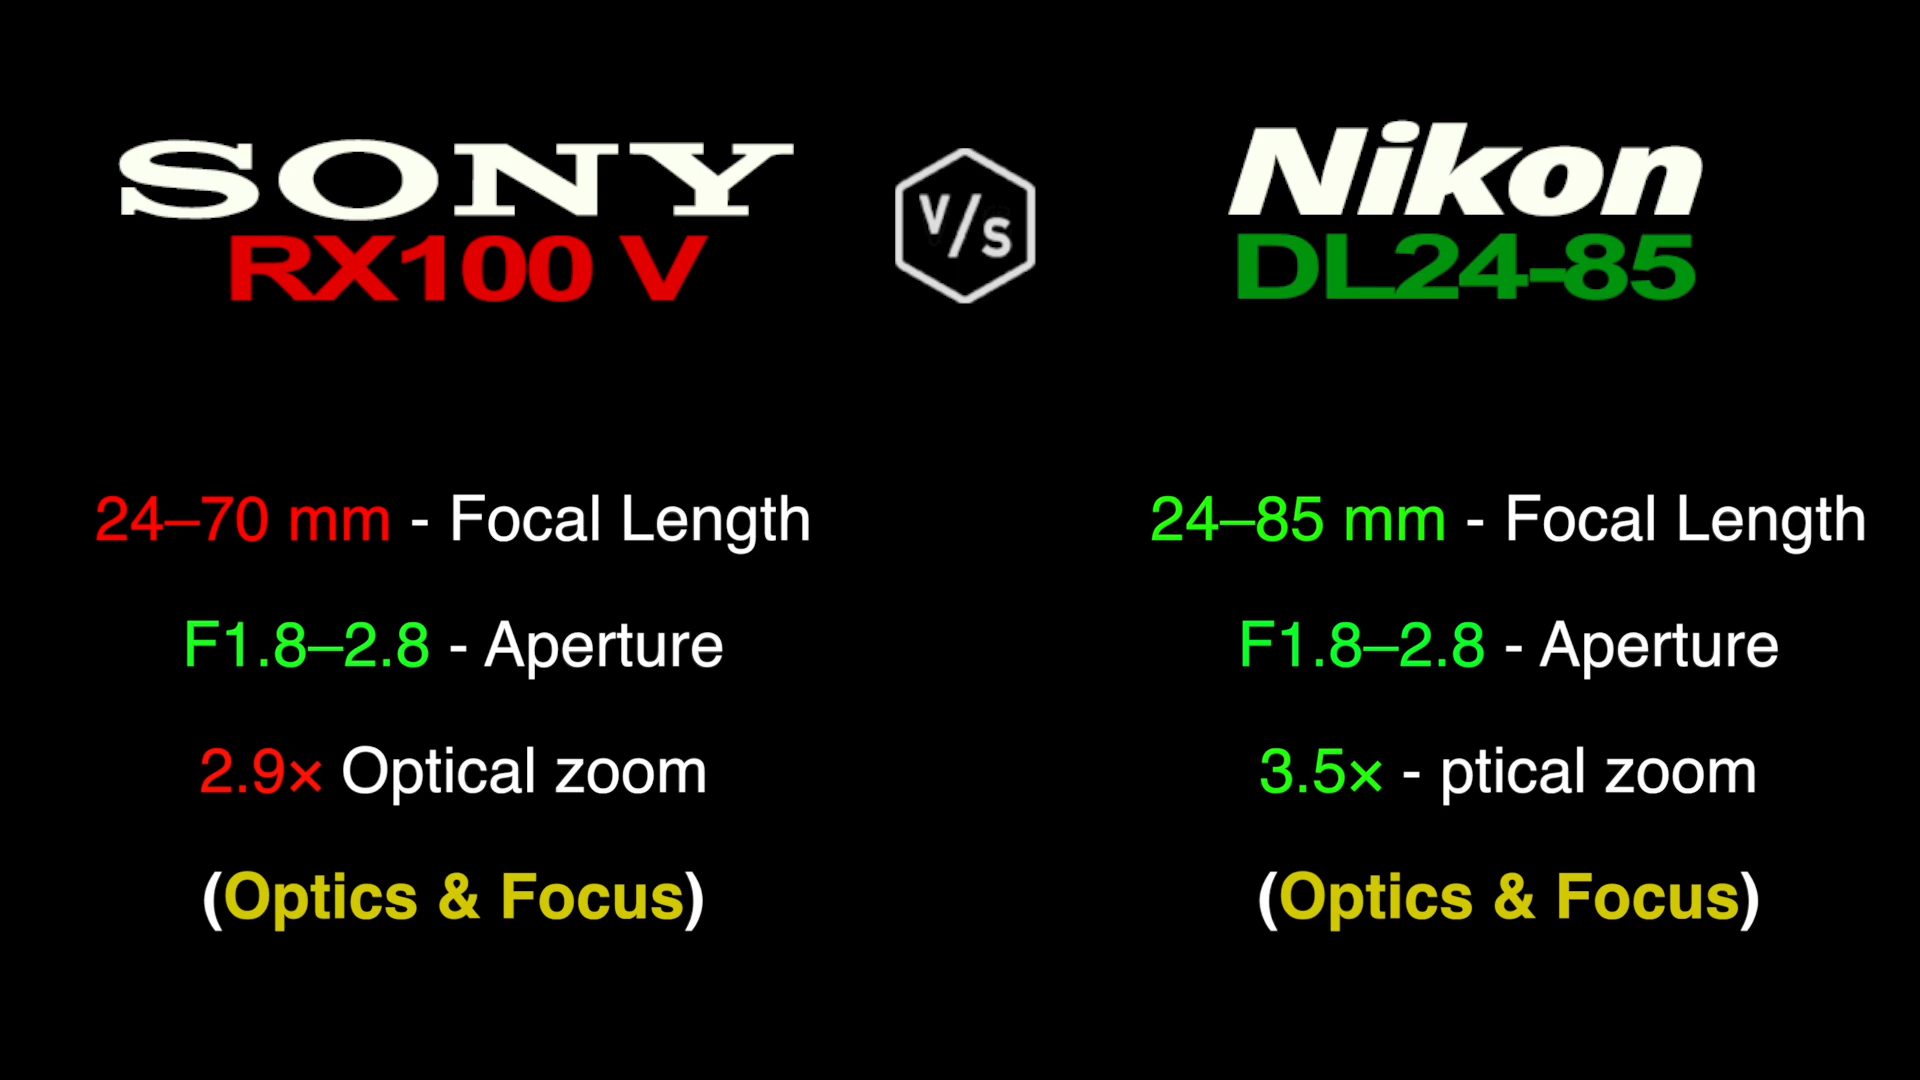 SONY
RX100 V
V/S
Nikon
DL24-85
24–70 mm - Focal Length
F1.8–2.8 - Aperture
2.9× Optical zoom
(Optics & Focus)
24–85 mm - Focal Length
F1.8–2.8 - Aperture
3.5× - ptical zoom
(Optics & Focus)